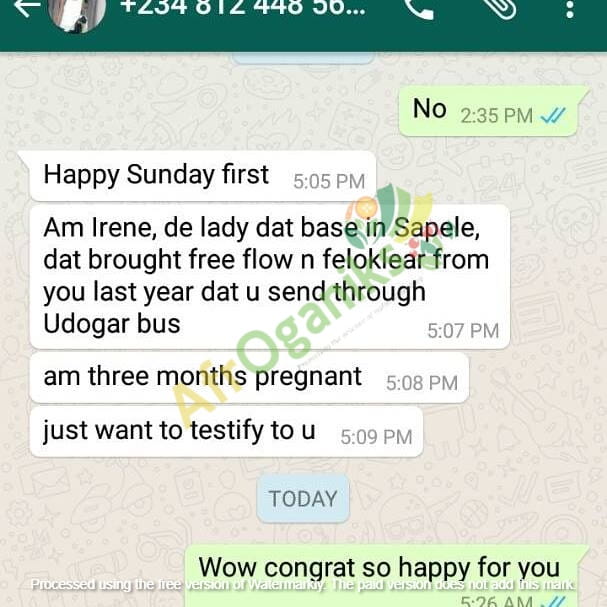 +234 812 448 56...
No 2:35 PM
Happy Sunday first 5:05 PM
Am Irene, de lady dat base in Sapele,
dat brought free flow n feloklear from
you last year dat u send through
Udogar bus 5:07 PM
am three months pregnant 5:08 PM
just want to testify to u 5:09 PM
TODAY
Wow congrat so happy for you
5:26 AM
AfrOganiks
Processed using the free version of Watermarkly. The paid version does not add this mark.